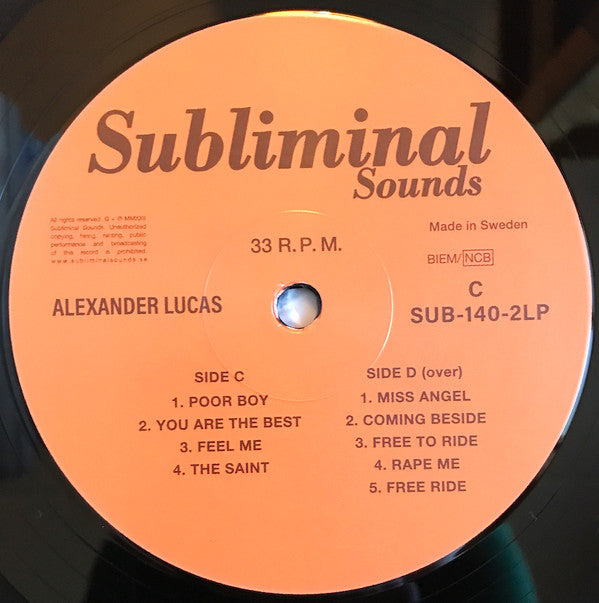 Subliminal
Sounds
All rights reserved. © + ℗ MMXXII
Subliminal Sounds. Unauthorized
copying, hiring, renting, public
performance and broadcasting
of this record is prohibited.
www.subliminalsounds.se
33 R.P.M.
Made in Sweden
BIEM/NCB
ALEXANDER LUCAS
C
SUB-140-2LP
SIDE C
1. POOR BOY
2. YOU ARE THE BEST
3. FEEL ME
4. THE SAINT
SIDE D (over)
1. MISS ANGEL
2. COMING BESIDE
3. FREE TO RIDE
4. RAPE ME
5. FREE RIDE